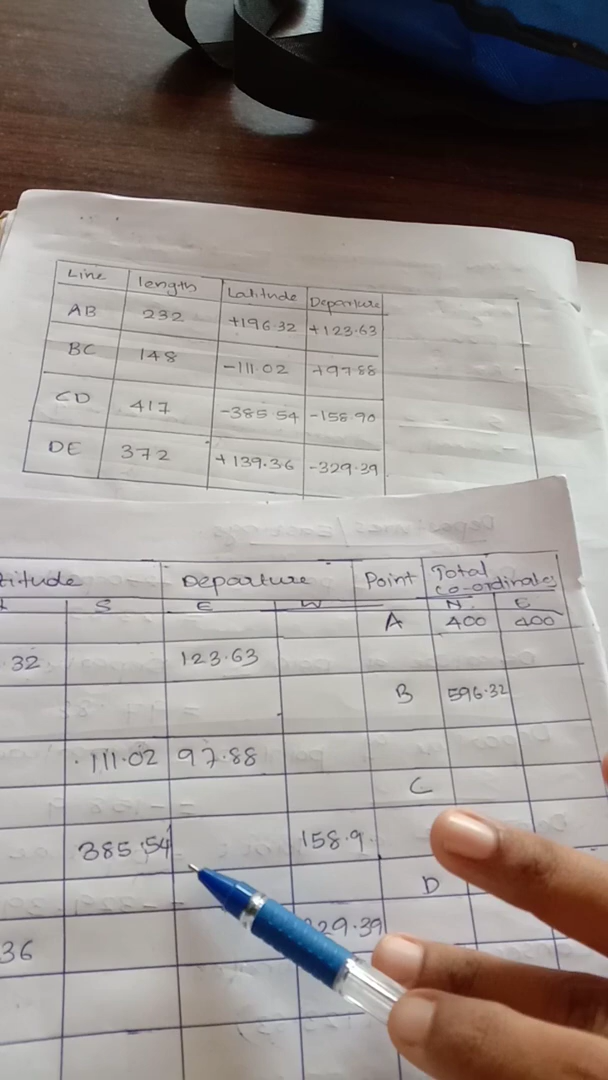 Line length Latitude Departure
AB 232 +196.32 +123.63
BC 148 -111.02 +97.88
CD 417 -385.54 -158.90
DE 372 +139.36 -329.39
titude Departure Point Total co-ordinates
S E W N E
A 400 400
.32 123.63
B 596.32
111.02 97.88
C
385.54 158.9
D
36 329.39